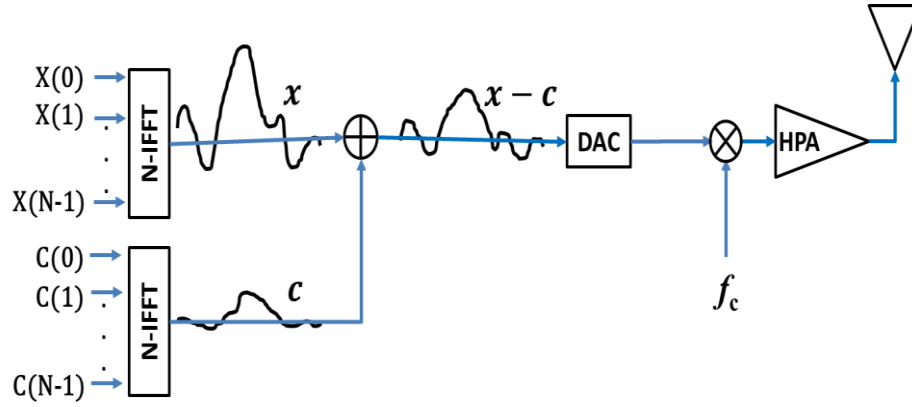 X(0)
X(1)
.
.
.
X(N-1)
N-IFFT
x
x − c
DAC
HPA
C(0)
C(1)
.
.
.
C(N-1)
N-IFFT
c
fc